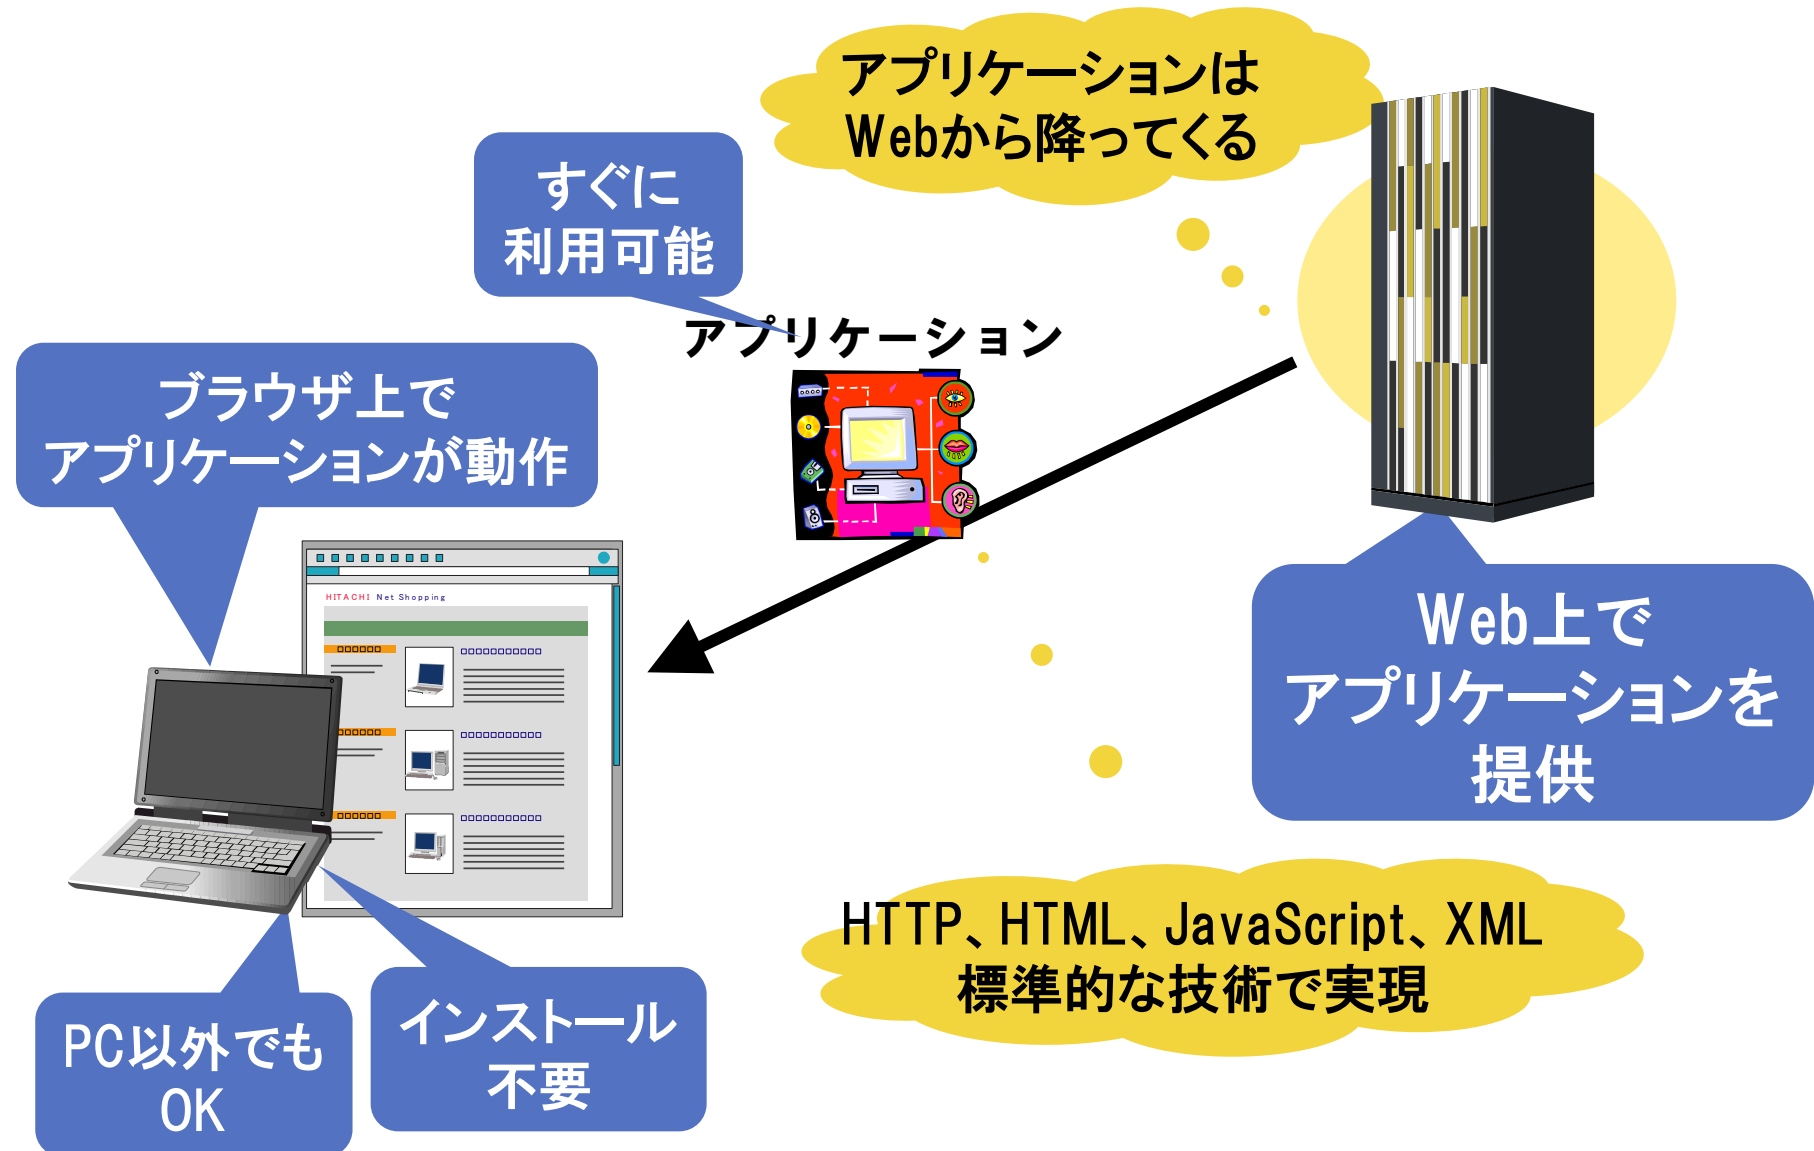 アプリケーションは
Webから降ってくる
すぐに
利用可能
アプリケーション
ブラウザ上で
アプリケーションが動作
HITACHI Net Shopping
Web上で
アプリケーションを
提供
HTTP、HTML、JavaScript、XML
標準的な技術で実現
インストール
不要
PC以外でも
OK